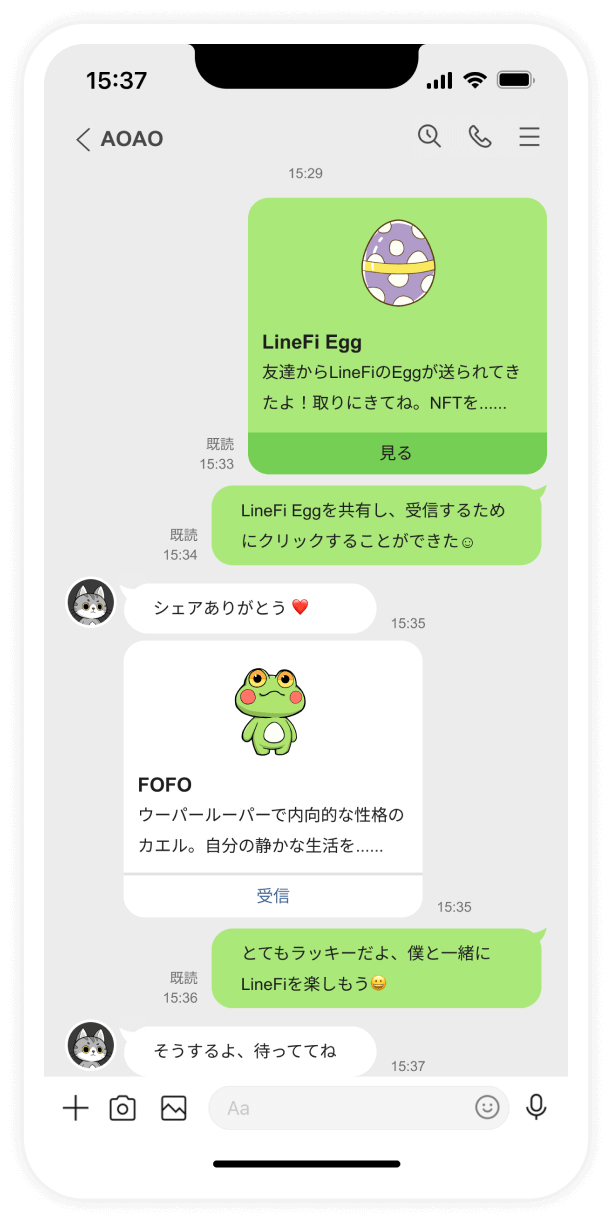 15:37
AOAO
15:29
LineFi Egg
友達からLineFiのEggが送られてき
たよ！取りにきてね。NFTを......
見る
既読
15:33
LineFi Eggを共有し、受信するため
にクリックすることができた☺
既読
15:34
シェアありがとう ❤️
15:35
FOFO
ウーパールーパーで内向的な性格の
カエル。自分の静かな生活を......
受信
15:35
とてもラッキーだよ、僕と一緒に
LineFiを楽しもう😀
既読
15:36
そうするよ、待っててね
15:37
Aa